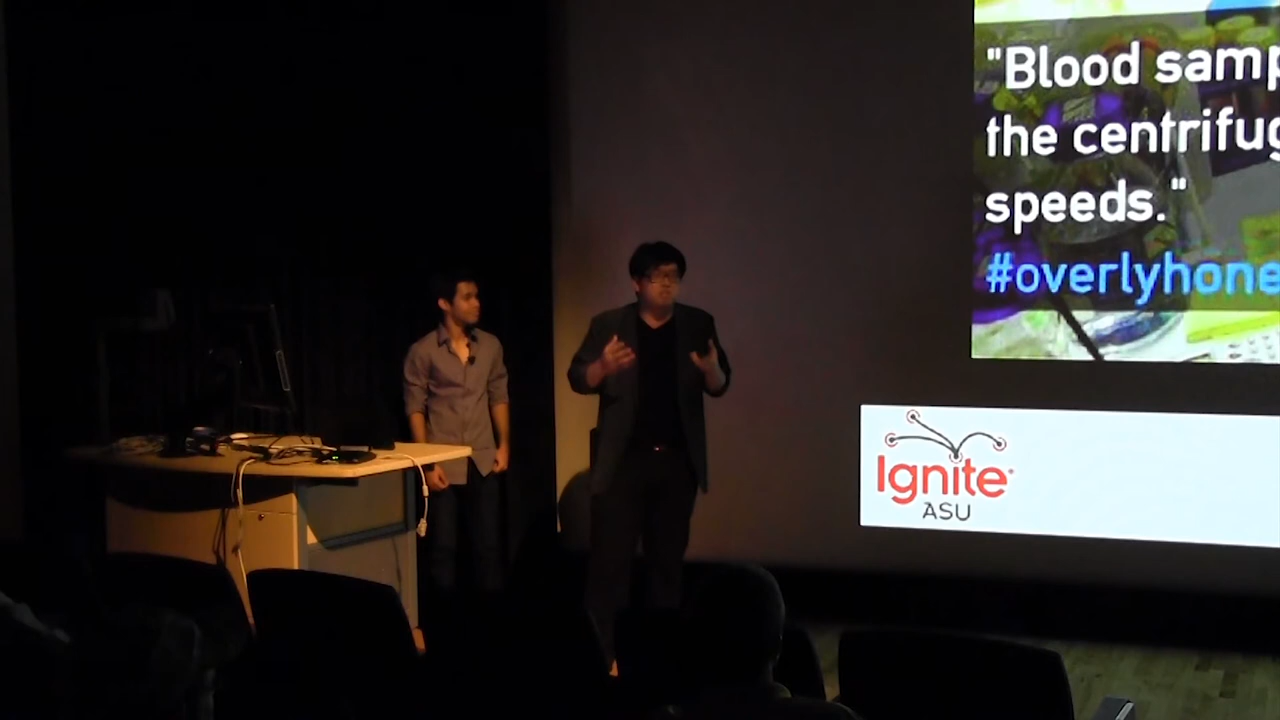 "Blood samp
the centrifug
speeds."
#overlyhone
Ignite
ASU